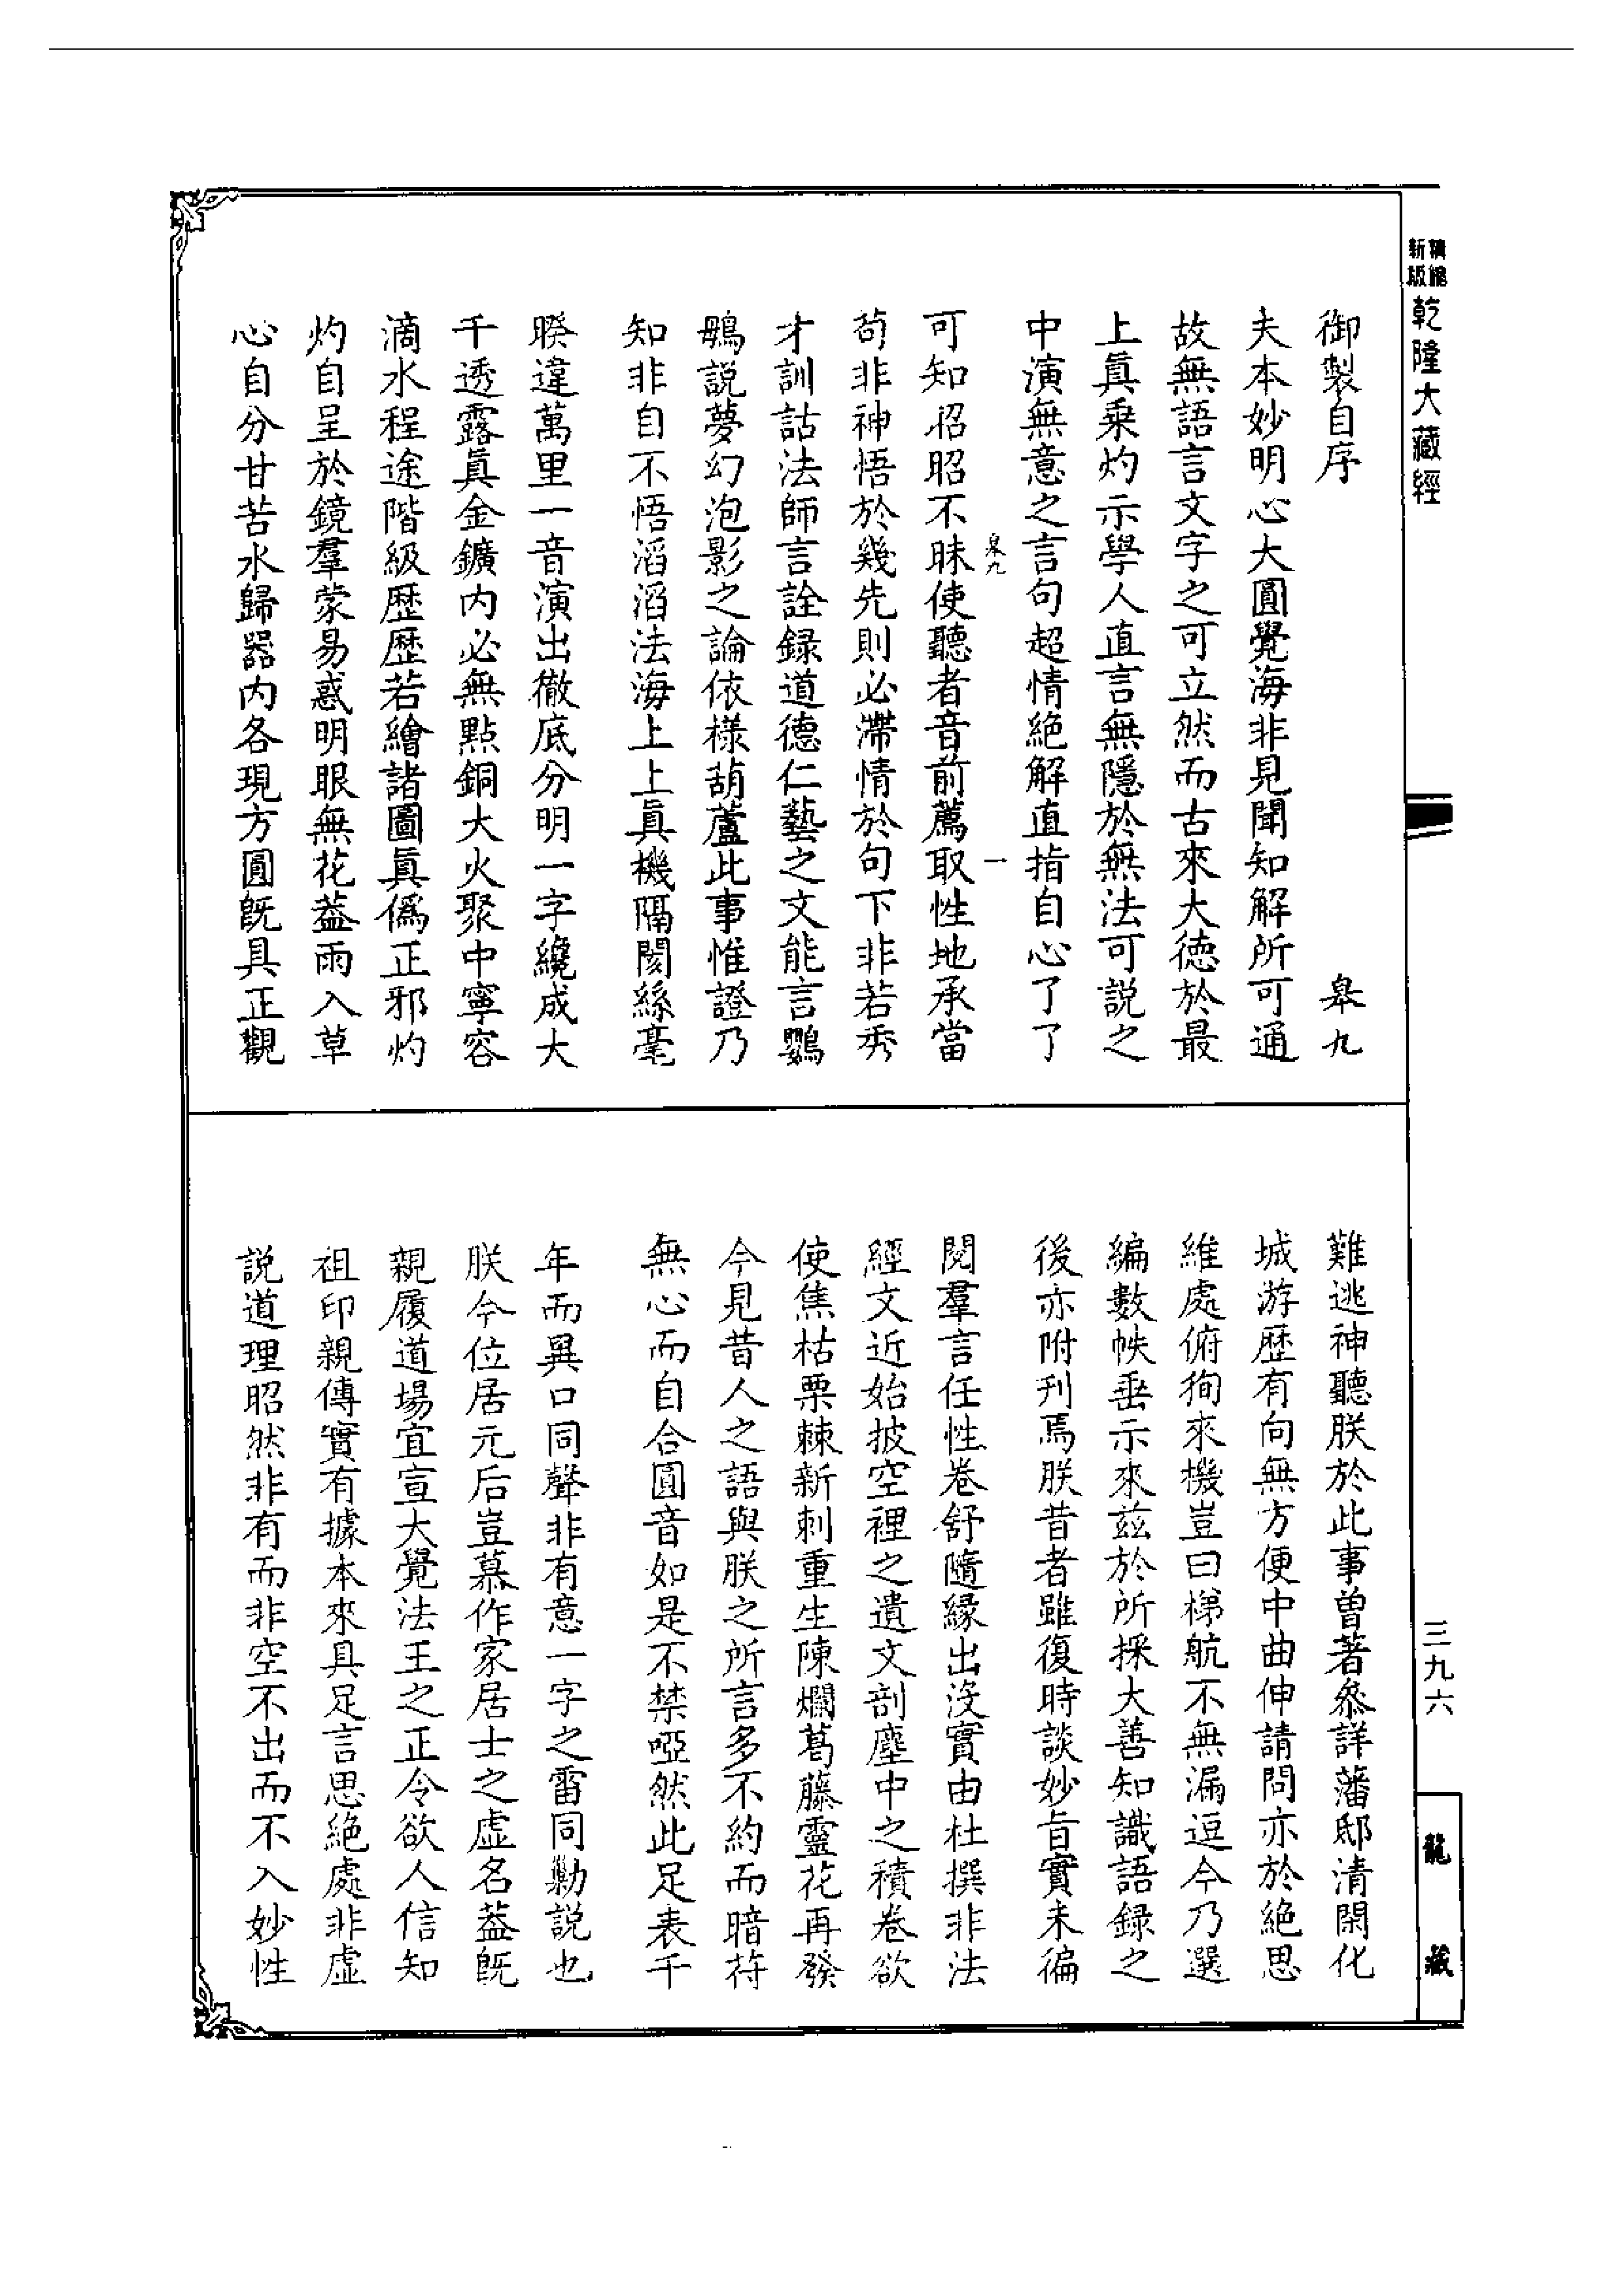 新版
精縮
乾隆大藏經
三九六
龍藏
御製自序　皋九
夫本妙明心大圓覺海非見聞知解所可通
故無語言文字之可立然而古來大德於最
上眞乗灼示學人直言無隱於無法可説之
中演無意之言句超情絕解直指自心了了
皋九　一
可知昭昭不昧使聽者音前薦取性地承當
苟非神悟於幾先則必滯情於句下非若秀
才訓詁法師言詮録道德仁藝之文能言鸚
鵡説夢幻泡影之論依様葫蘆此事惟證乃
知非自不悟滔滔法海上上眞機隔閡絲毫
睽違萬里一音演出徹底分明一字纔成大
千透露眞金鑛内必無點銅大火聚中寧容
滴水程途階級歷歷若繪諸圖眞僞正邪灼
灼自呈於鏡羣蒙易惑明眼無花葢雨入草
心自分甘苦水歸器内各現方圓旣具正觀
難逃神聽朕於此事曽著叅詳藩邸清閑化
城游歷有向無方便中曲伸請問亦於絕思
維處俯徇來機豈曰梯航不無漏逗今乃選
編數帙垂示來茲於所採大善知識語録之
後亦附刋焉朕昔者雖復時談妙旨實未徧
閱羣言任性卷舒隨緣出没實由杜撰非法
經文近始披空裡之遺文剖塵中之積卷欲
使焦枯栗棘新刺重生陳爛葛藤靈花再發
今見昔人之語與朕之所言多不約而暗符
無心而自合圓音如是不禁啞然此足表千
年而異口同聲非有意一字之雷同勦説也
朕今位居元后豈慕作家居士之虛名葢旣
親履道場宜宣大覺法王之正令欲人信知
祖印親傳實有據本來具足言思絕處非虛
説道理昭然非有而非空不出而不入妙性